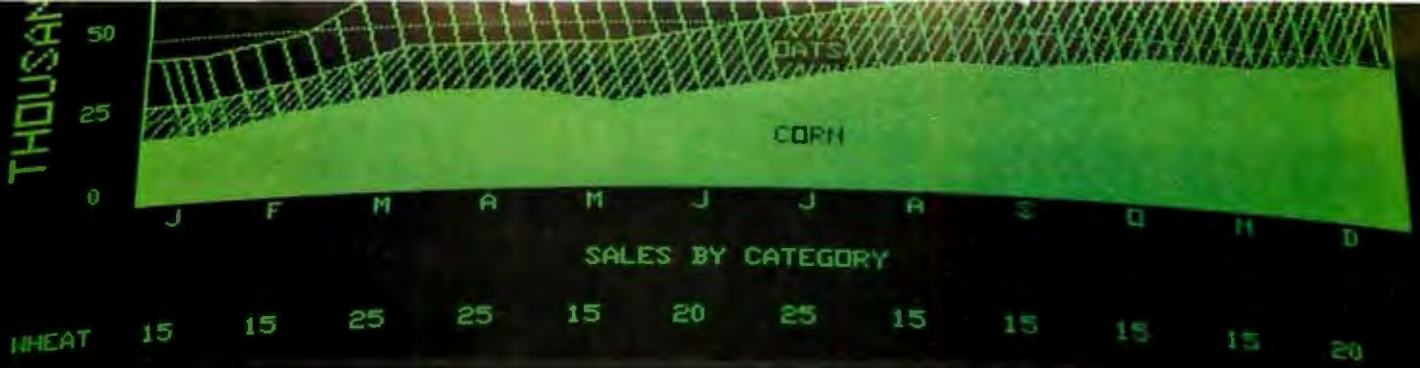 THOUSAN
50
25
0
OATS
CORN
J F M A M J J A S O N D
SALES BY CATEGORY
WHEAT 15 15 25 25 15 20 25 15 15 15 15 20